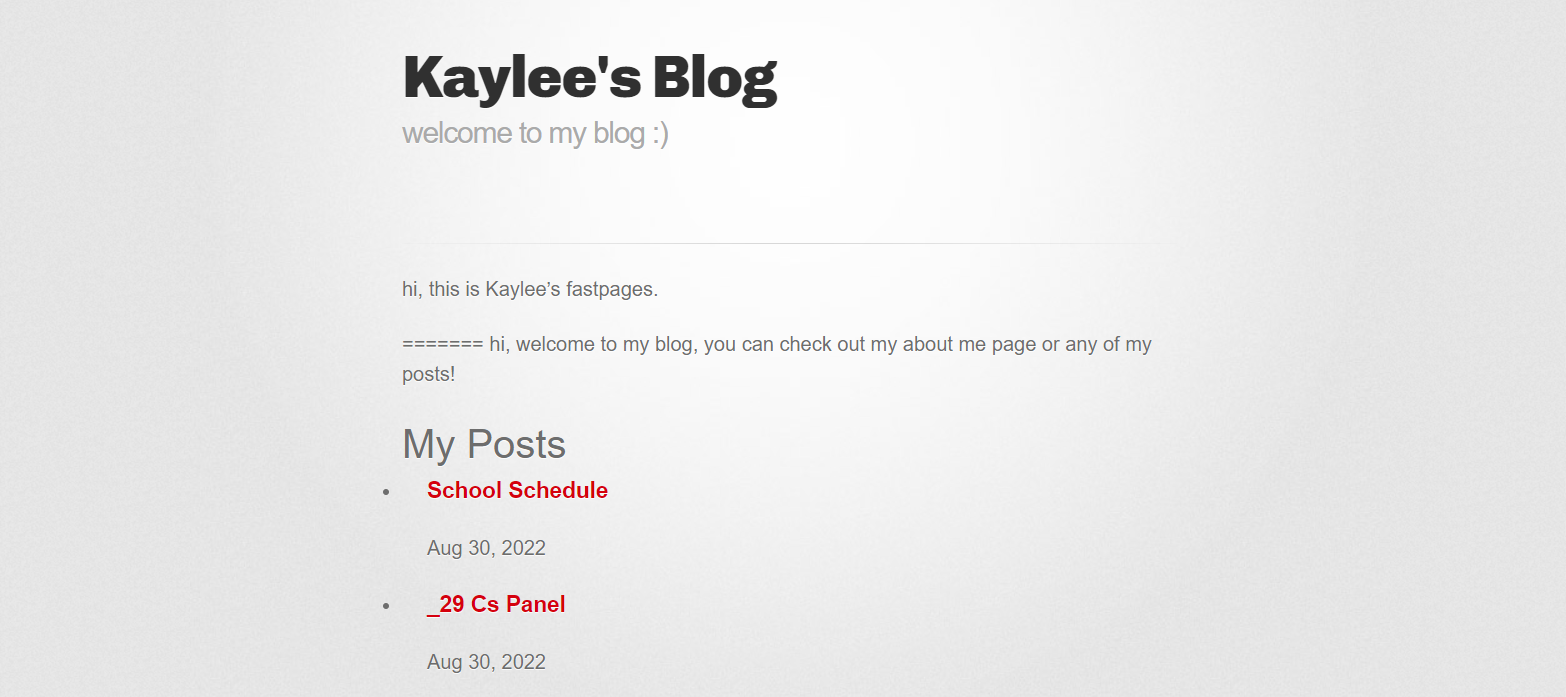 Kaylee's Blog
welcome to my blog :)
hi, this is Kaylee’s fastpages.
======= hi, welcome to my blog, you can check out my about me page or any of my
posts!
My Posts
School Schedule
Aug 30, 2022
_29 Cs Panel
Aug 30, 2022